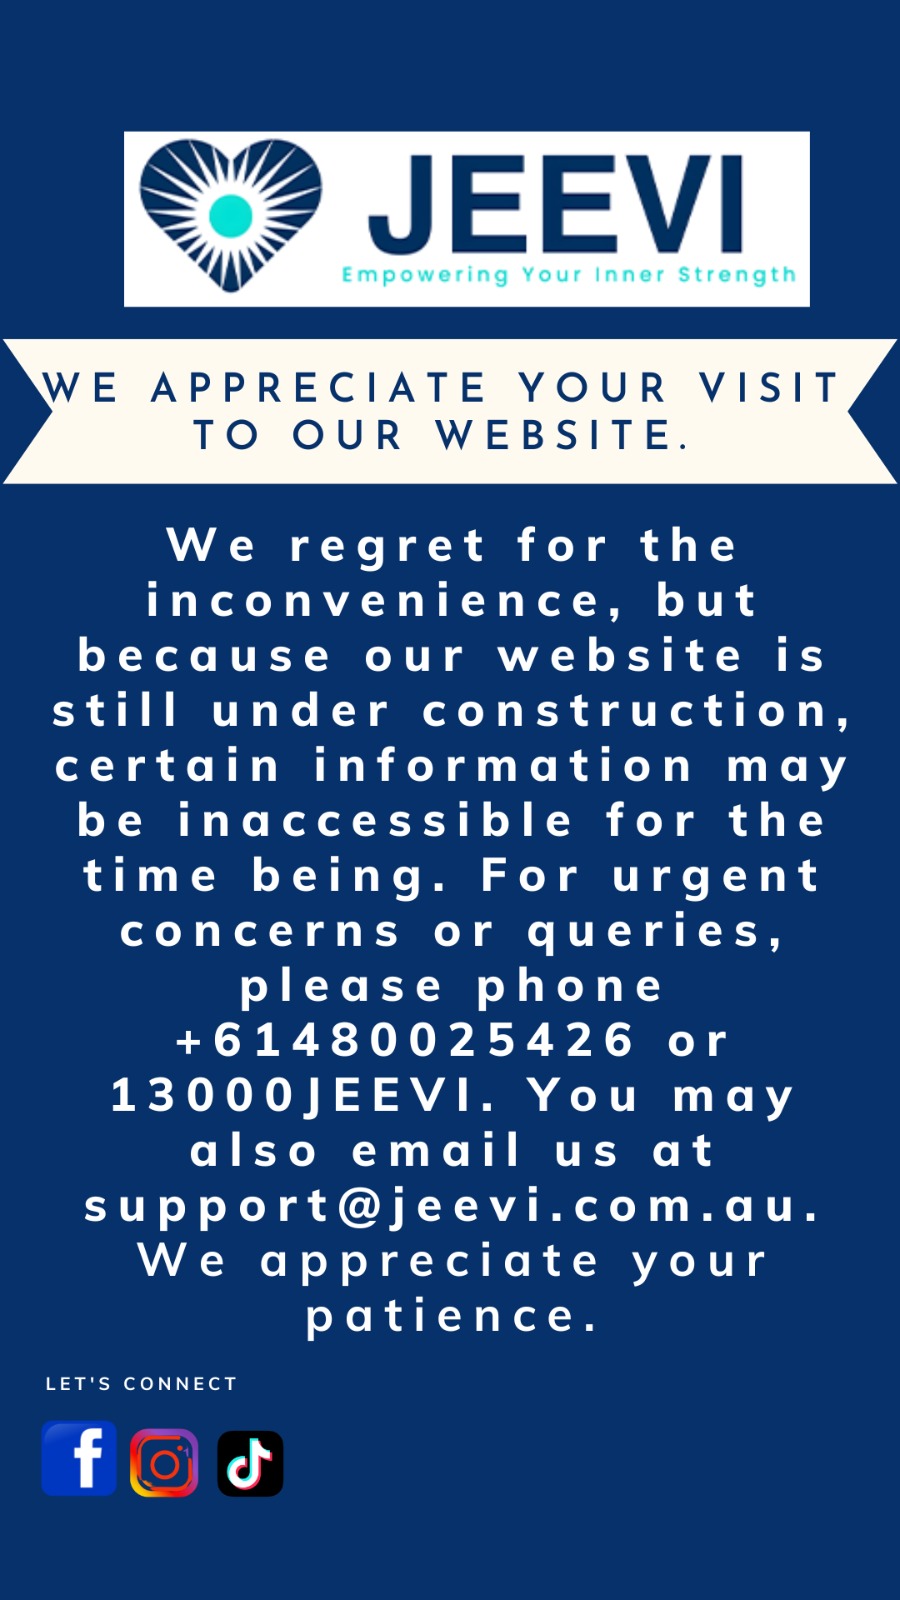 JEEVI
Empowering Your Inner Strength
WE APPRECIATE YOUR VISIT
TO OUR WEBSITE.
We regret for the
inconvenience, but
because our website is
still under construction,
certain information may
be inaccessible for the
time being. For urgent
concerns or queries,
please phone
+61480025426 or
13000JEEVI. You may
also email us at
support@jeevi.com.au.
We appreciate your
patience.
LET'S CONNECT